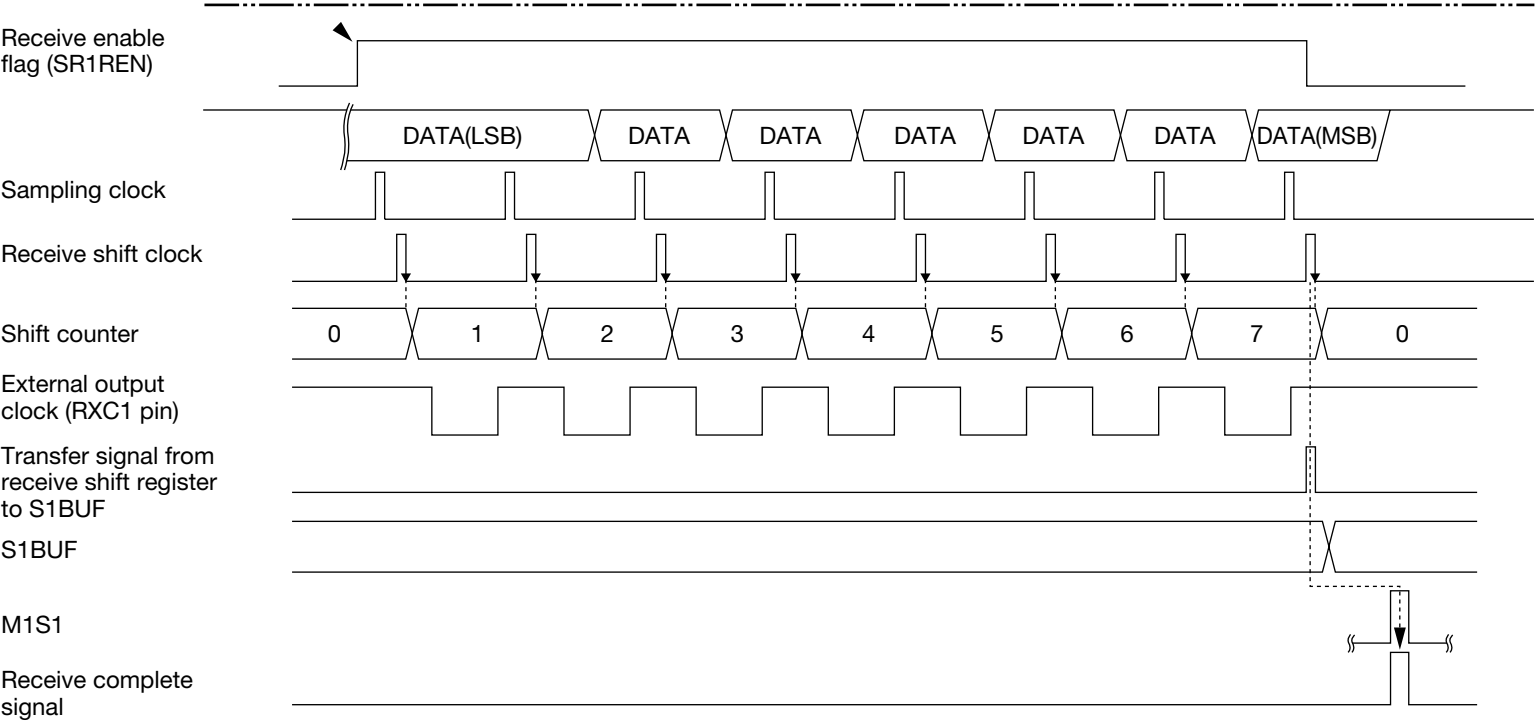 Receive enable
flag (SR1REN)
DATA(LSB) DATA DATA DATA DATA DATA DATA(MSB)
Sampling clock
Receive shift clock
Shift counter 0 1 2 3 4 5 6 7 0
External output
clock (RXC1 pin)
Transfer signal from
receive shift register
to S1BUF
S1BUF
M1S1
Receive complete
signal